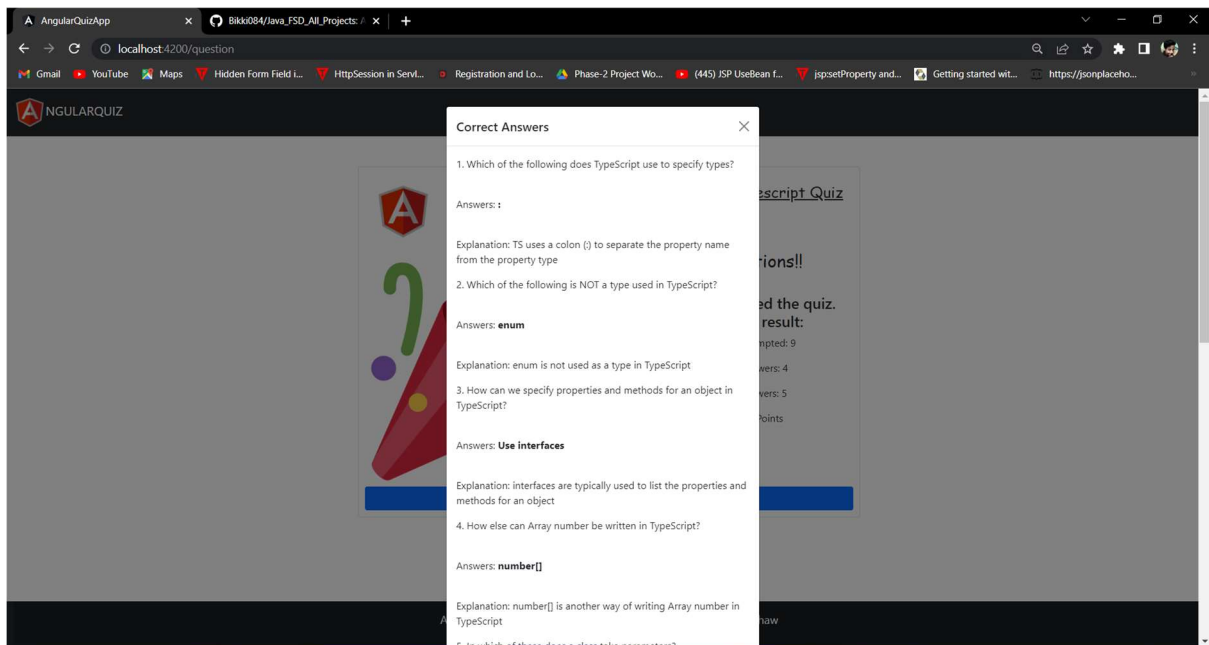 AngularQuizApp
Bikki084/Java_FSD_All_Projects: A
localhost:4200/question
Gmail YouTube Maps Hidden Form Field i... HttpSession in Servl... Registration and Lo... Phase-2 Project Wo... (445) JSP UseBean f... jsp:setProperty and... Getting started wit... https://jsonplaceho...
NGULARQUIZ
Correct Answers
1. Which of the following does TypeScript use to specify types?
Answers: :
Explanation: TS uses a colon (:) to separate the property name
from the property type
2. Which of the following is NOT a type used in TypeScript?
Answers: enum
Explanation: enum is not used as a type in TypeScript
3. How can we specify properties and methods for an object in
TypeScript?
Answers: Use interfaces
Explanation: interfaces are typically used to list the properties and
methods for an object
4. How else can Array number be written in TypeScript?
Answers: number[]
Explanation: number[] is another way of writing Array number in
TypeScript
escript Quiz
ions!!
ed the quiz.
result:
mpted: 9
wers: 4
wers: 5
Points
A
haw